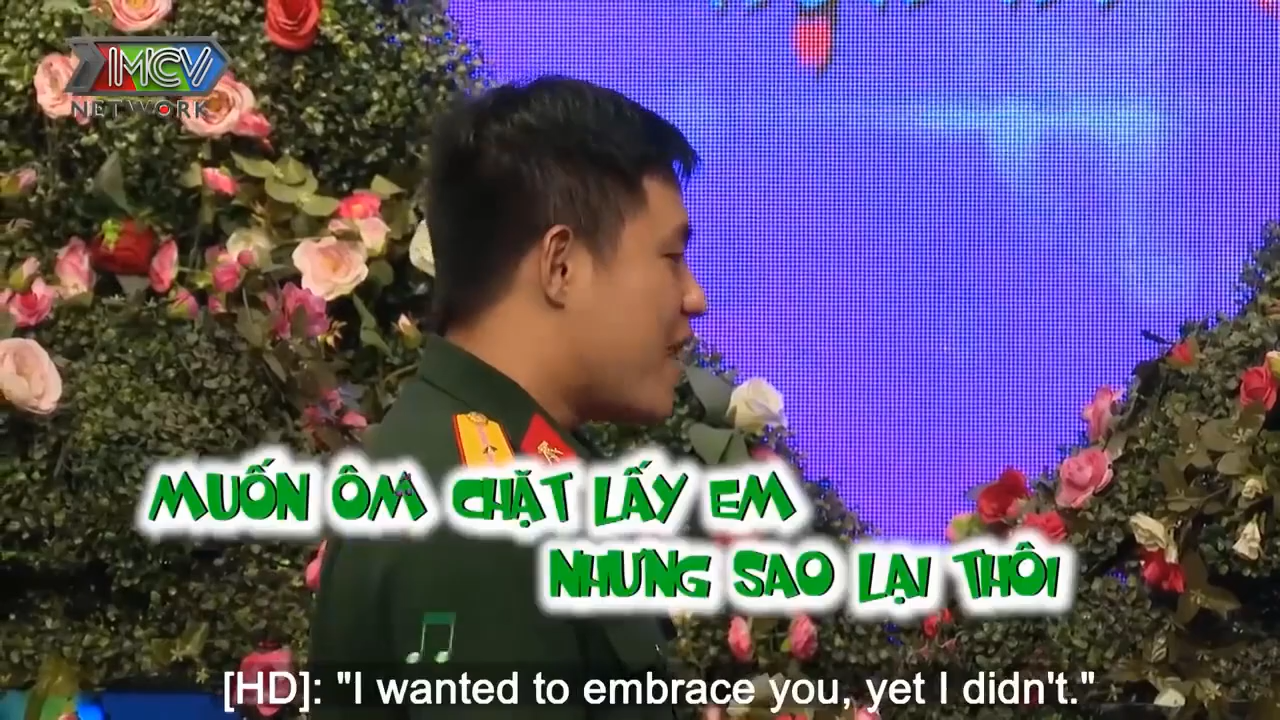 MCV
NETWORK
MUỐN ÔM CHẶT LẤY EM
NHƯNG SAO LẠI THÔI
[HD]: "I wanted to embrace you, yet I didn't."